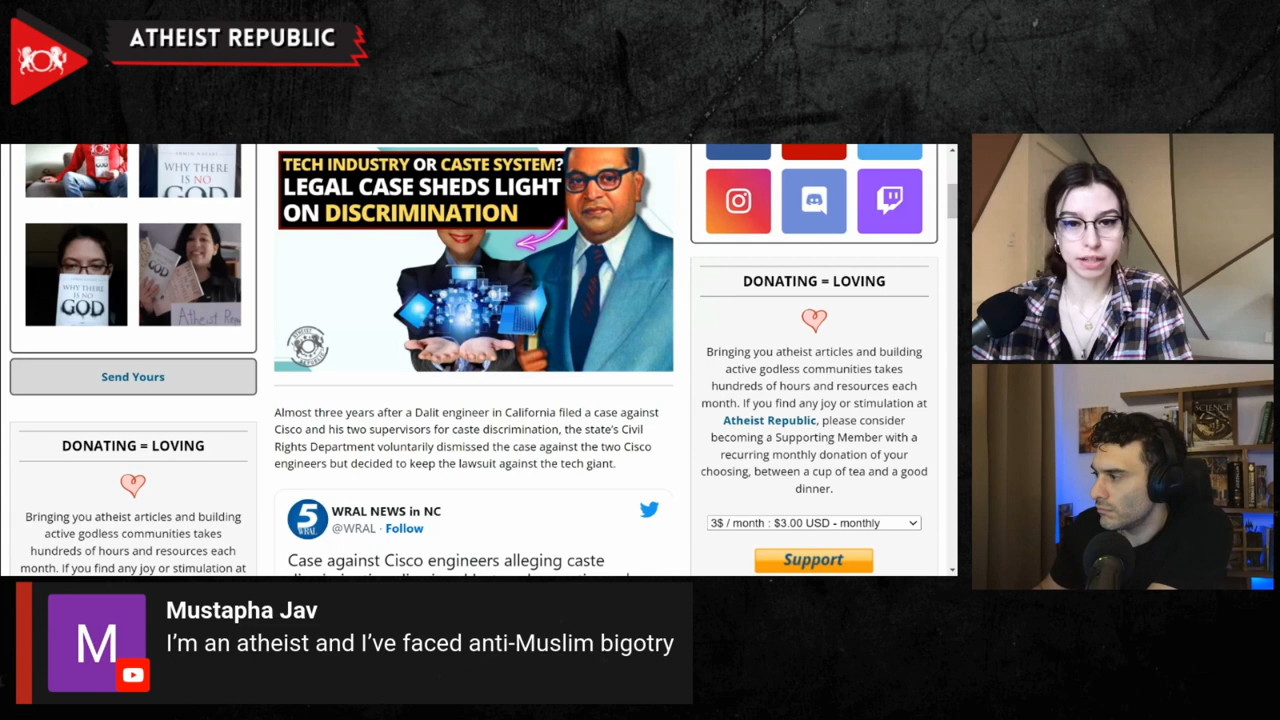 ATHEIST REPUBLIC
WHY THERE
IS NO
GOD
WHY THERE
IS NO
GOD
GOD
Send Yours
DONATING = LOVING
Bringing you atheist articles and building
active godless communities takes
hundreds of hours and resources each
month. If you find any joy or stimulation at
TECH INDUSTRY OR CASTE SYSTEM?
LEGAL CASE SHEDS LIGHT
ON DISCRIMINATION
ATHEIST
REPUBLIC
Almost three years after a Dalit engineer in California filed a case against
Cisco and his two supervisors for caste discrimination, the state's Civil
Rights Department voluntarily dismissed the case against the two Cisco
engineers but decided to keep the lawsuit against the tech giant.
5
WRAL
WRAL NEWS in NC
@WRAL · Follow
Case against Cisco engineers alleging caste
DONATING = LOVING
Bringing you atheist articles and building
active godless communities takes
hundreds of hours and resources each
month. If you find any joy or stimulation at
Atheist Republic, please consider
becoming a Supporting Member with a
recurring monthly donation of your
choosing, between a cup of tea and a good
dinner.
3$ / month : $3.00 USD - monthly
Support
SCIENCE
M
Mustapha Jav
I'm an atheist and I've faced anti-Muslim bigotry